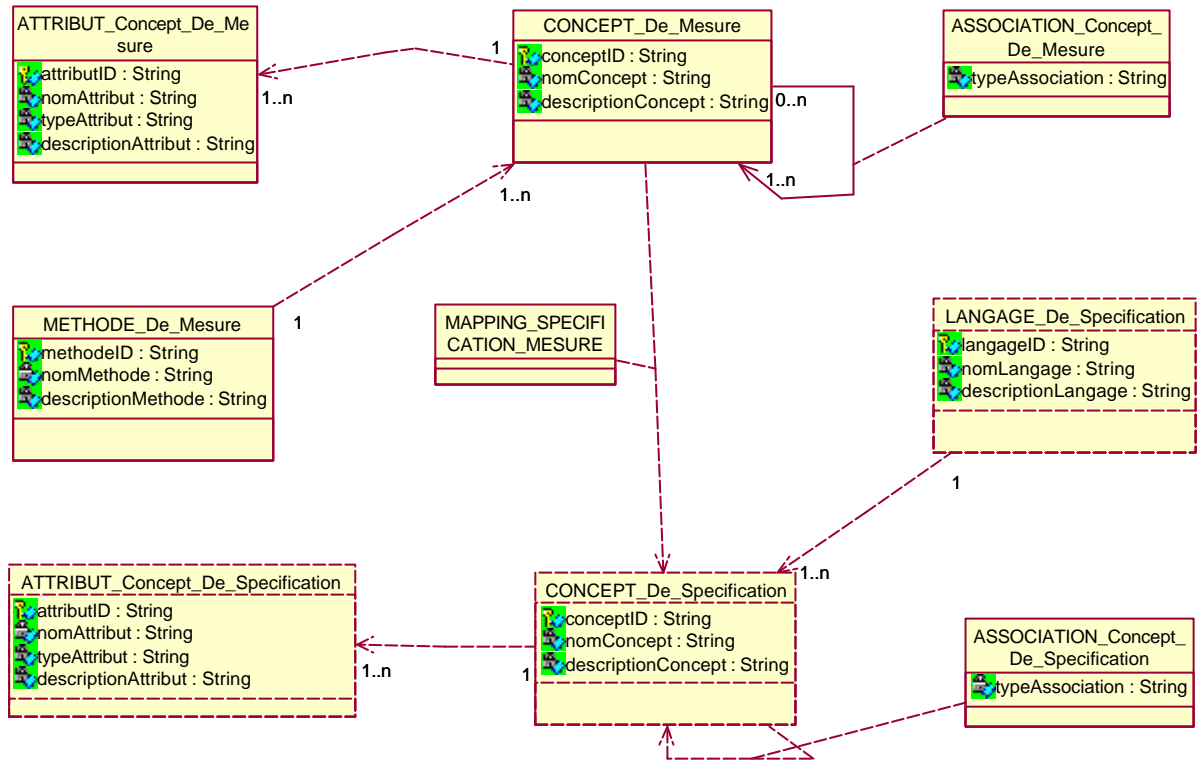 ATTRIBUT_Concept_De_Me
sure
attributID : String
nomAttribut : String
typeAttribut : String
descriptionAttribut : String
1..n
1
CONCEPT_De_Mesure
conceptID : String
nomConcept : String
descriptionConcept : String
0..n
1..n
1..n
ASSOCIATION_Concept_
De_Mesure
typeAssociation : String
METHODE_De_Mesure
methodeID : String
nomMethode : String
descriptionMethode : String
1
MAPPING_SPECIFI
CATION_MESURE
LANGAGE_De_Specification
langageID : String
nomLangage : String
descriptionLangage : String
1
1..n
ATTRIBUT_Concept_De_Specification
attributID : String
nomAttribut : String
typeAttribut : String
descriptionAttribut : String
1..n
1
CONCEPT_De_Specification
conceptID : String
nomConcept : String
descriptionConcept : String
ASSOCIATION_Concept_
De_Specification
typeAssociation : String